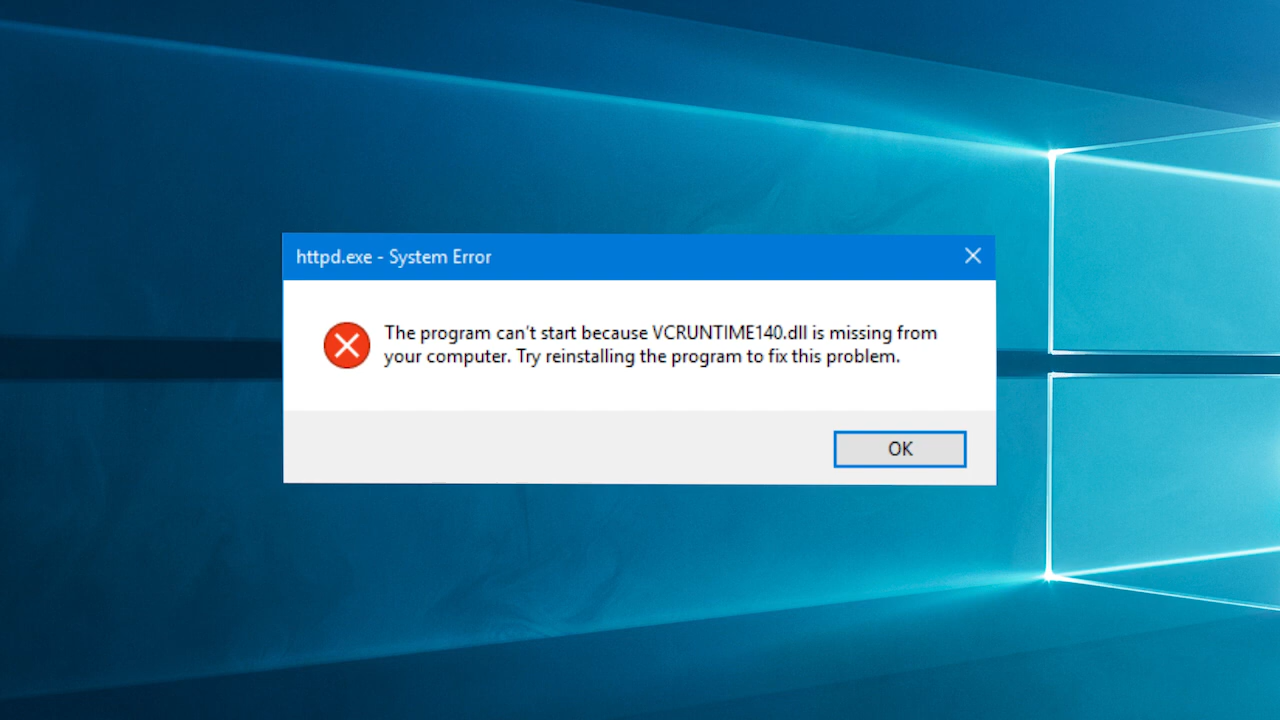 httpd.exe - System Error
The program can't start because VCRUNTIME140.dll is missing from
your computer. Try reinstalling the program to fix this problem.
OK